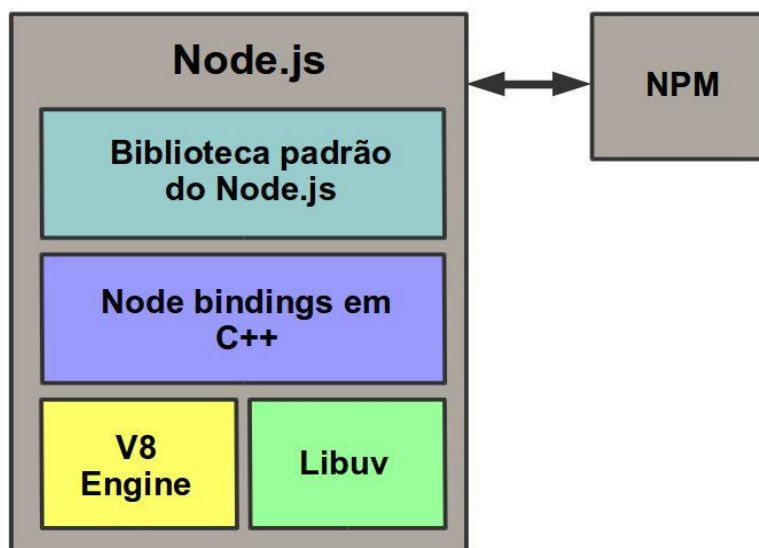 Node.js
NPM
Biblioteca padrão
do Node.js
Node bindings em
C++
V8
Engine
Libuv